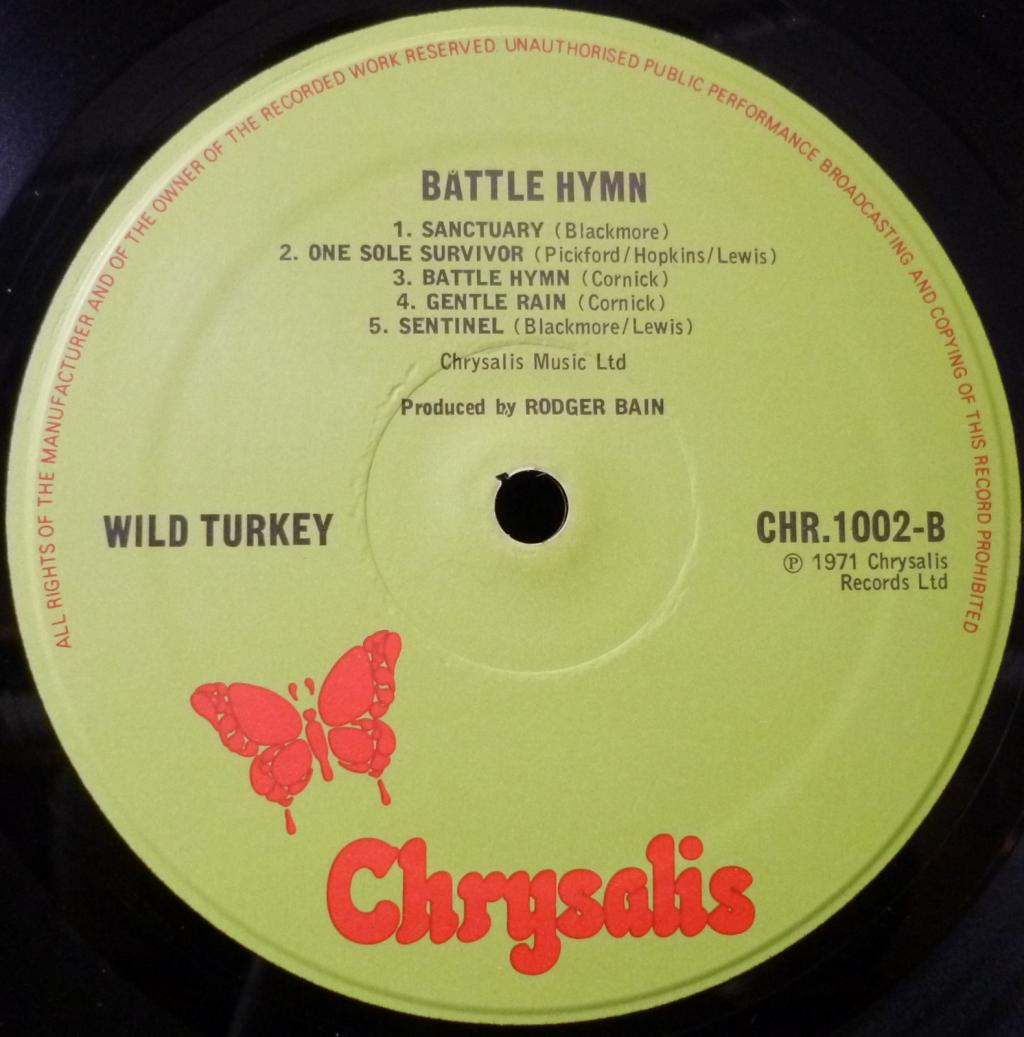 ALL RIGHTS OF THE MANUFACTURER AND OF THE OWNER OF THE RECORDED WORK RESERVED. UNAUTHORISED PUBLIC PERFORMANCE BROADCASTING AND COPYING OF THIS RECORD PROHIBITED
BATTLE HYMN
1. SANCTUARY (Blackmore)
2. ONE SOLE SURVIVOR (Pickford/Hopkins/Lewis)
3. BATTLE HYMN (Cornick)
4. GENTLE RAIN (Cornick)
5. SENTINEL (Blackmore/Lewis)
Chrysalis Music Ltd
Produced by RODGER BAIN
WILD TURKEY
CHR.1002-B
℗ 1971 Chrysalis
Records Ltd
Chrysalis